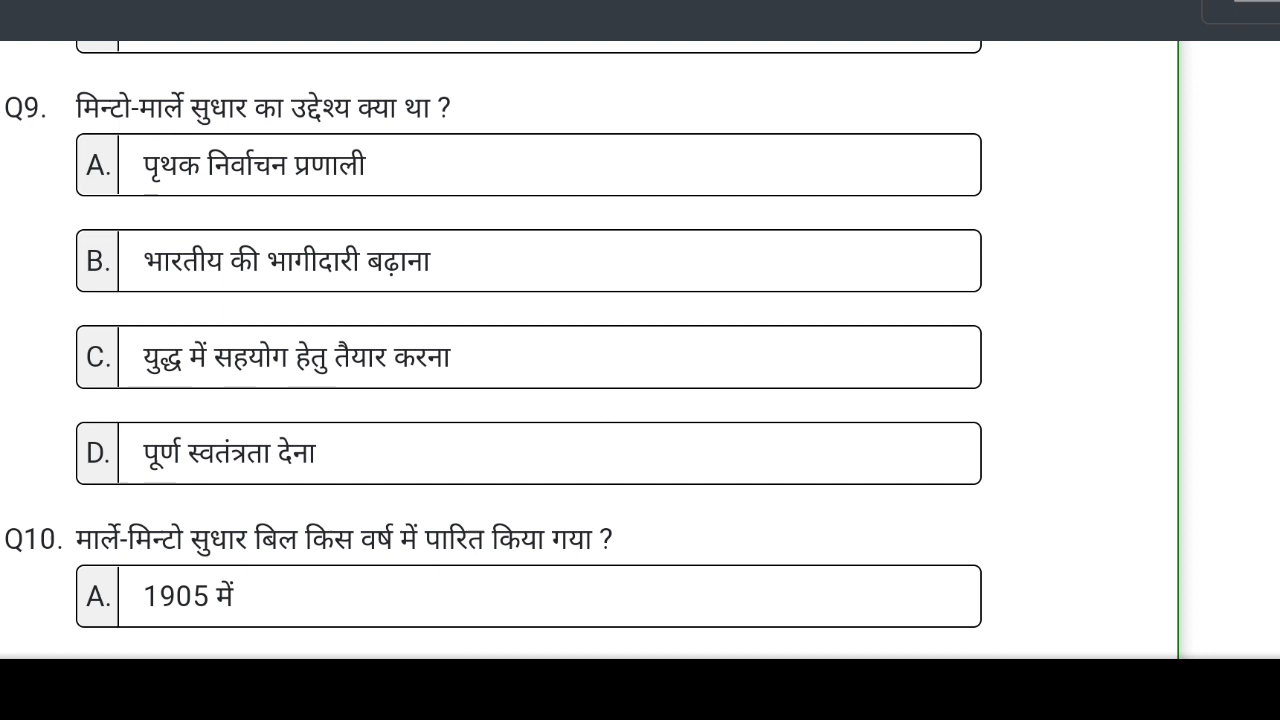 Q9. मिन्टो-मार्ले सुधार का उद्देश्य क्या था ?
A. पृथक निर्वाचन प्रणाली
B. भारतीय की भागीदारी बढ़ाना
C. युद्ध में सहयोग हेतु तैयार करना
D. पूर्ण स्वतंत्रता देना
Q10. मार्ले-मिन्टो सुधार बिल किस वर्ष में पारित किया गया ?
A. 1905 में